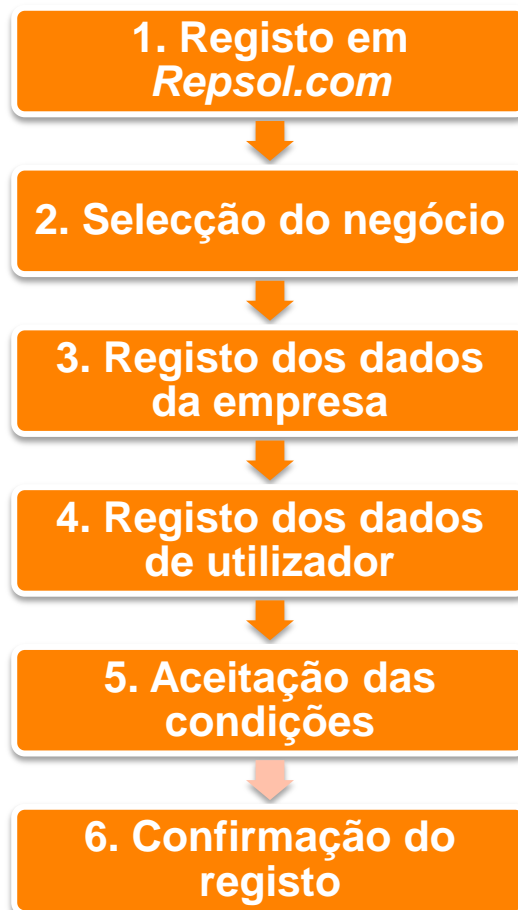 1. Registo em
Repsol.com
2. Selecção do negócio
3. Registo dos dados
da empresa
4. Registo dos dados
de utilizador
5. Aceitação das
condições
6. Confirmação do
registo